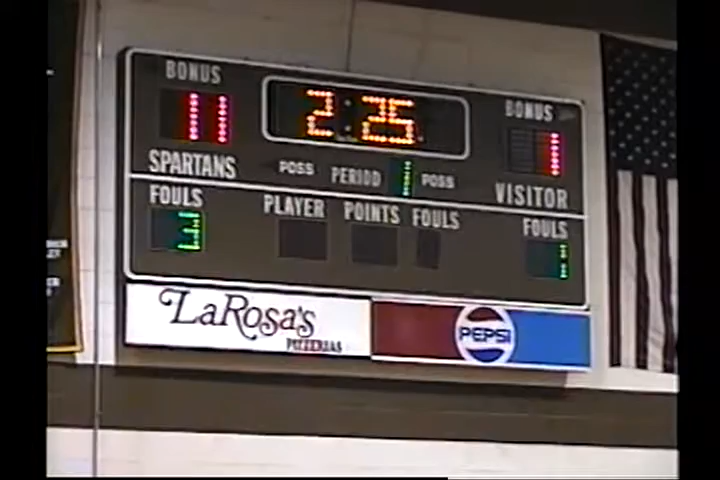 BONUS BONUS
11 2:25 1
SPARTANS POSS PERIOD 1 POSS VISITOR
FOULS PLAYER POINTS FOULS FOULS
3 1
LaRosa's
PIZZERIAS
PEPSI